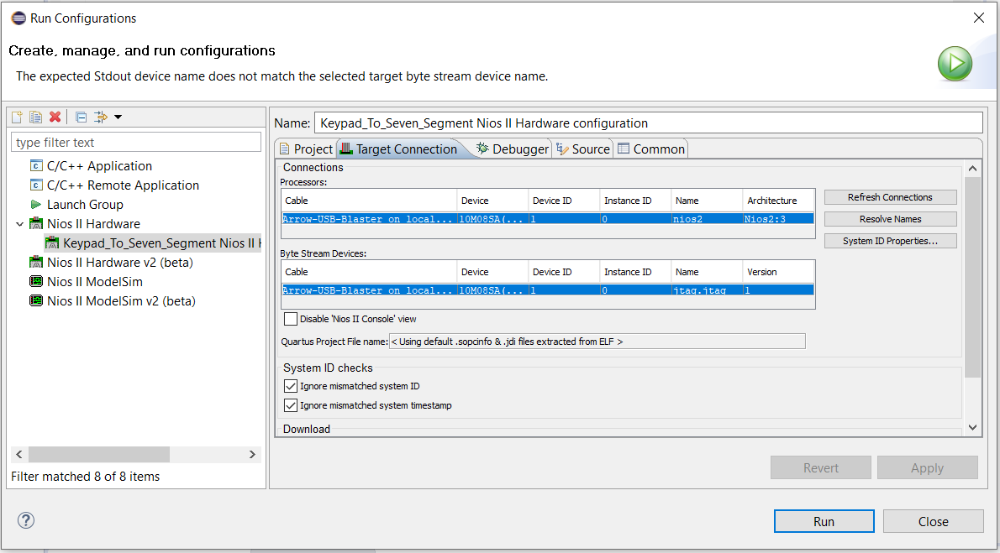 Run Configurations
Create, manage, and run configurations
The expected Stdout device name does not match the selected target byte stream device name.
type filter text
C/C++ Application
C/C++ Remote Application
Launch Group
Nios II Hardware
Keypad_To_Seven_Segment Nios II H
Nios II Hardware v2 (beta)
Nios II ModelSim
Nios II ModelSim v2 (beta)
Filter matched 8 of 8 items
Name: Keypad_To_Seven_Segment Nios II Hardware configuration
Project Target Connection Debugger Source Common
Connections
Processors:
Cable Device Device ID Instance ID Name Architecture
Arrow-USB-Blaster on local... 10M08SA(... 1 0 nios2 Nios2:3
Refresh Connections
Resolve Names
System ID Properties...
Byte Stream Devices:
Cable Device Device ID Instance ID Name Version
Arrow-USB-Blaster on local... 10M08SA(... 1 0 jtag.jtag 1
Disable 'Nios II Console' view
Quartus Project File name: < Using default .sopcinfo & .jdi files extracted from ELF >
System ID checks
Ignore mismatched system ID
Ignore mismatched system timestamp
Download
Revert Apply
? Run Close